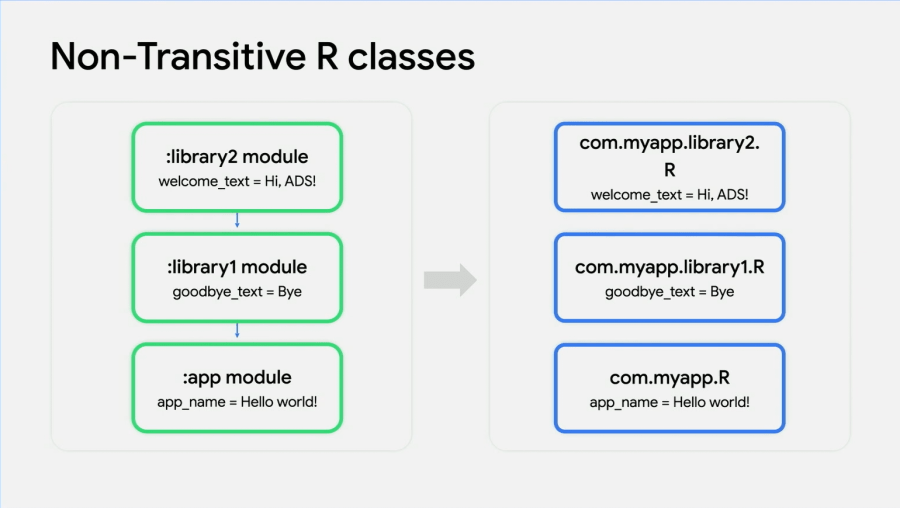 Non-Transitive R classes
:library2 module
welcome_text = Hi, ADS!
:library1 module
goodbye_text = Bye
:app module
app_name = Hello world!
com.myapp.library2.
R
welcome_text = Hi, ADS!
com.myapp.library1.R
goodbye_text = Bye
com.myapp.R
app_name = Hello world!